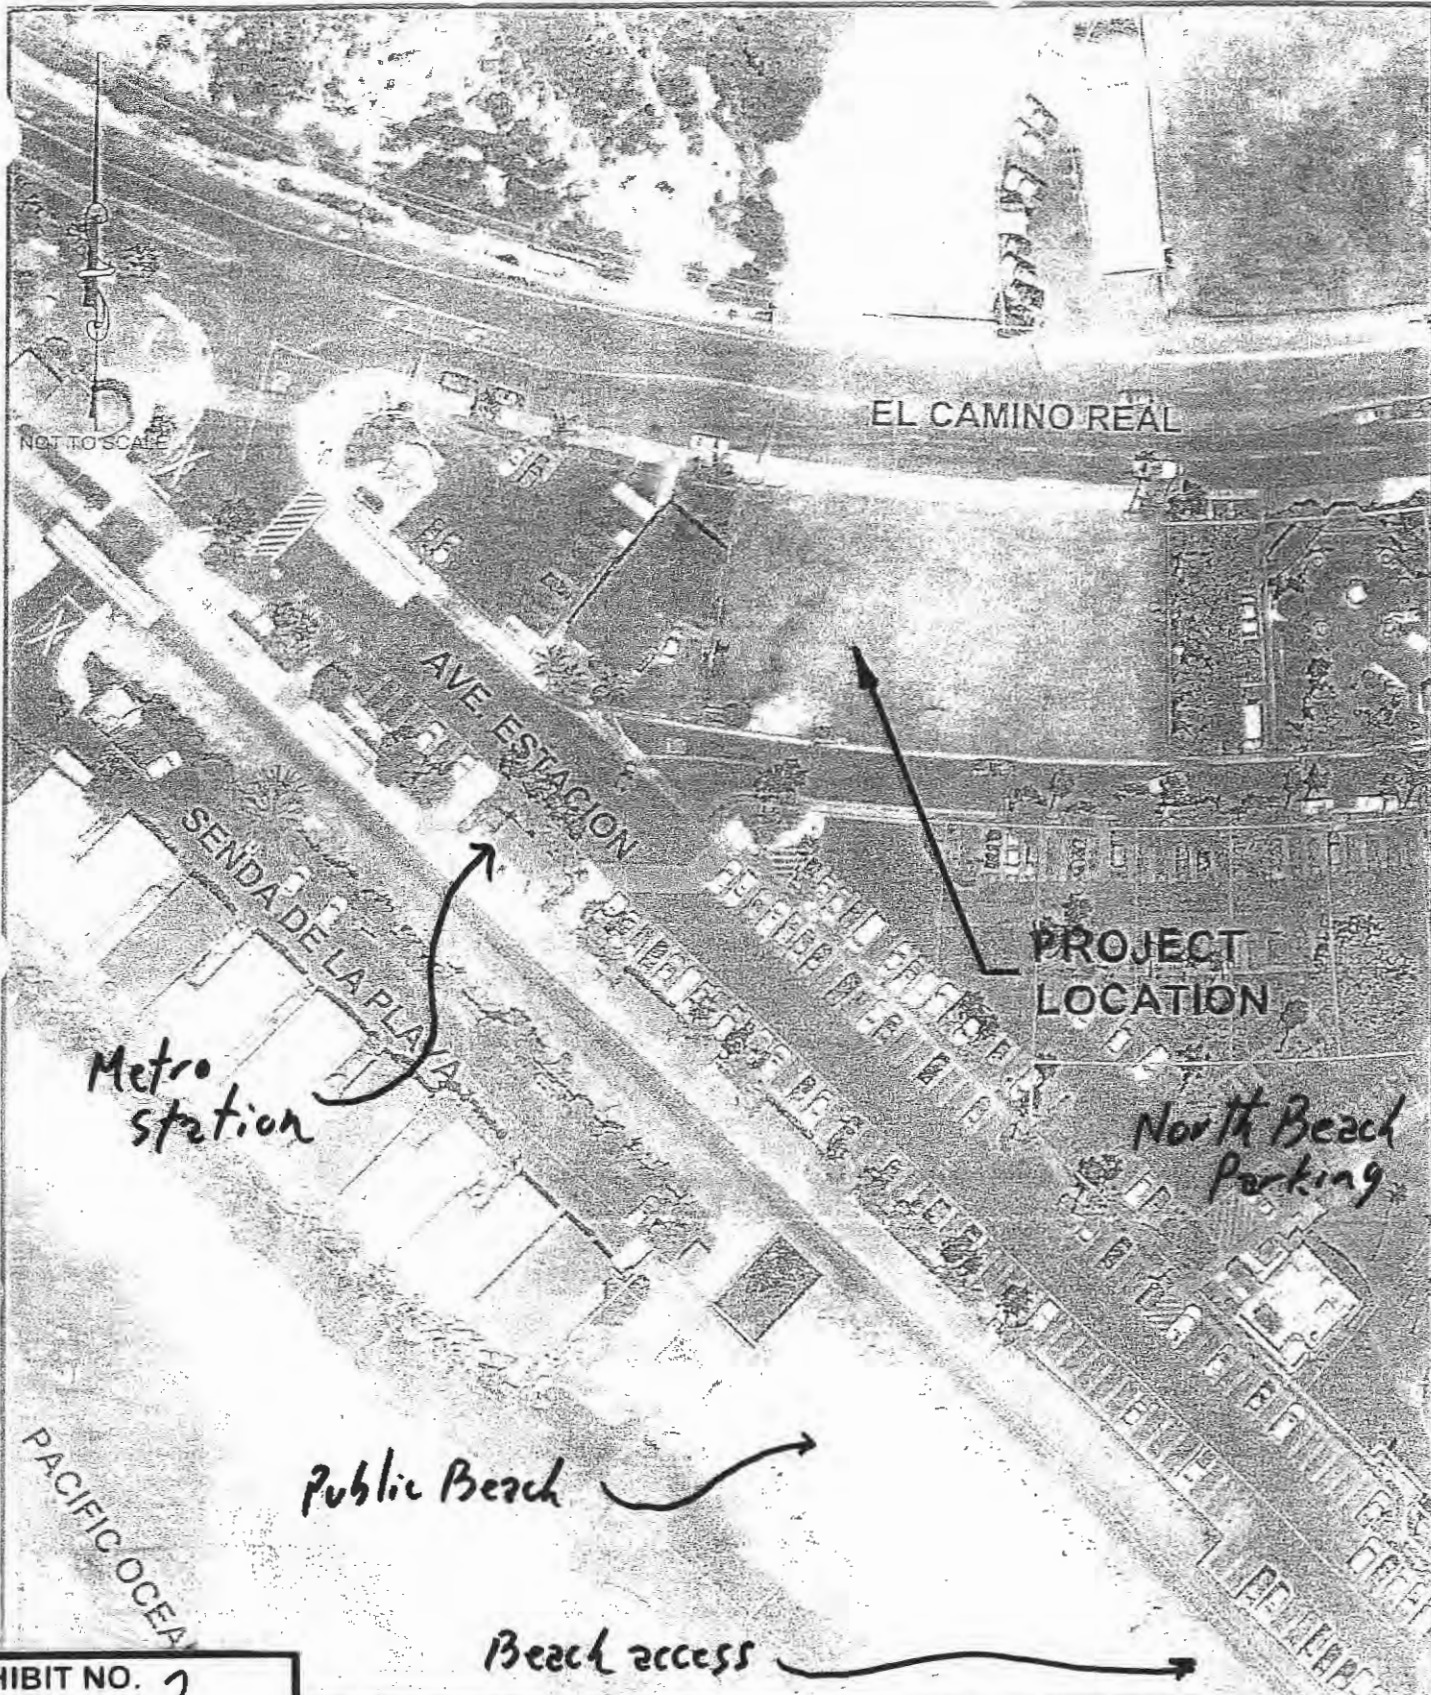 EL CAMINO REAL
NOT TO SCALE
AVE. ESTACION
SENDA DE LA PLAYA
PROJECT
LOCATION
Metro
station
North Beach
Parking
Public Beach
PACIFIC OCEA
Beach access
HIBIT NO. 2